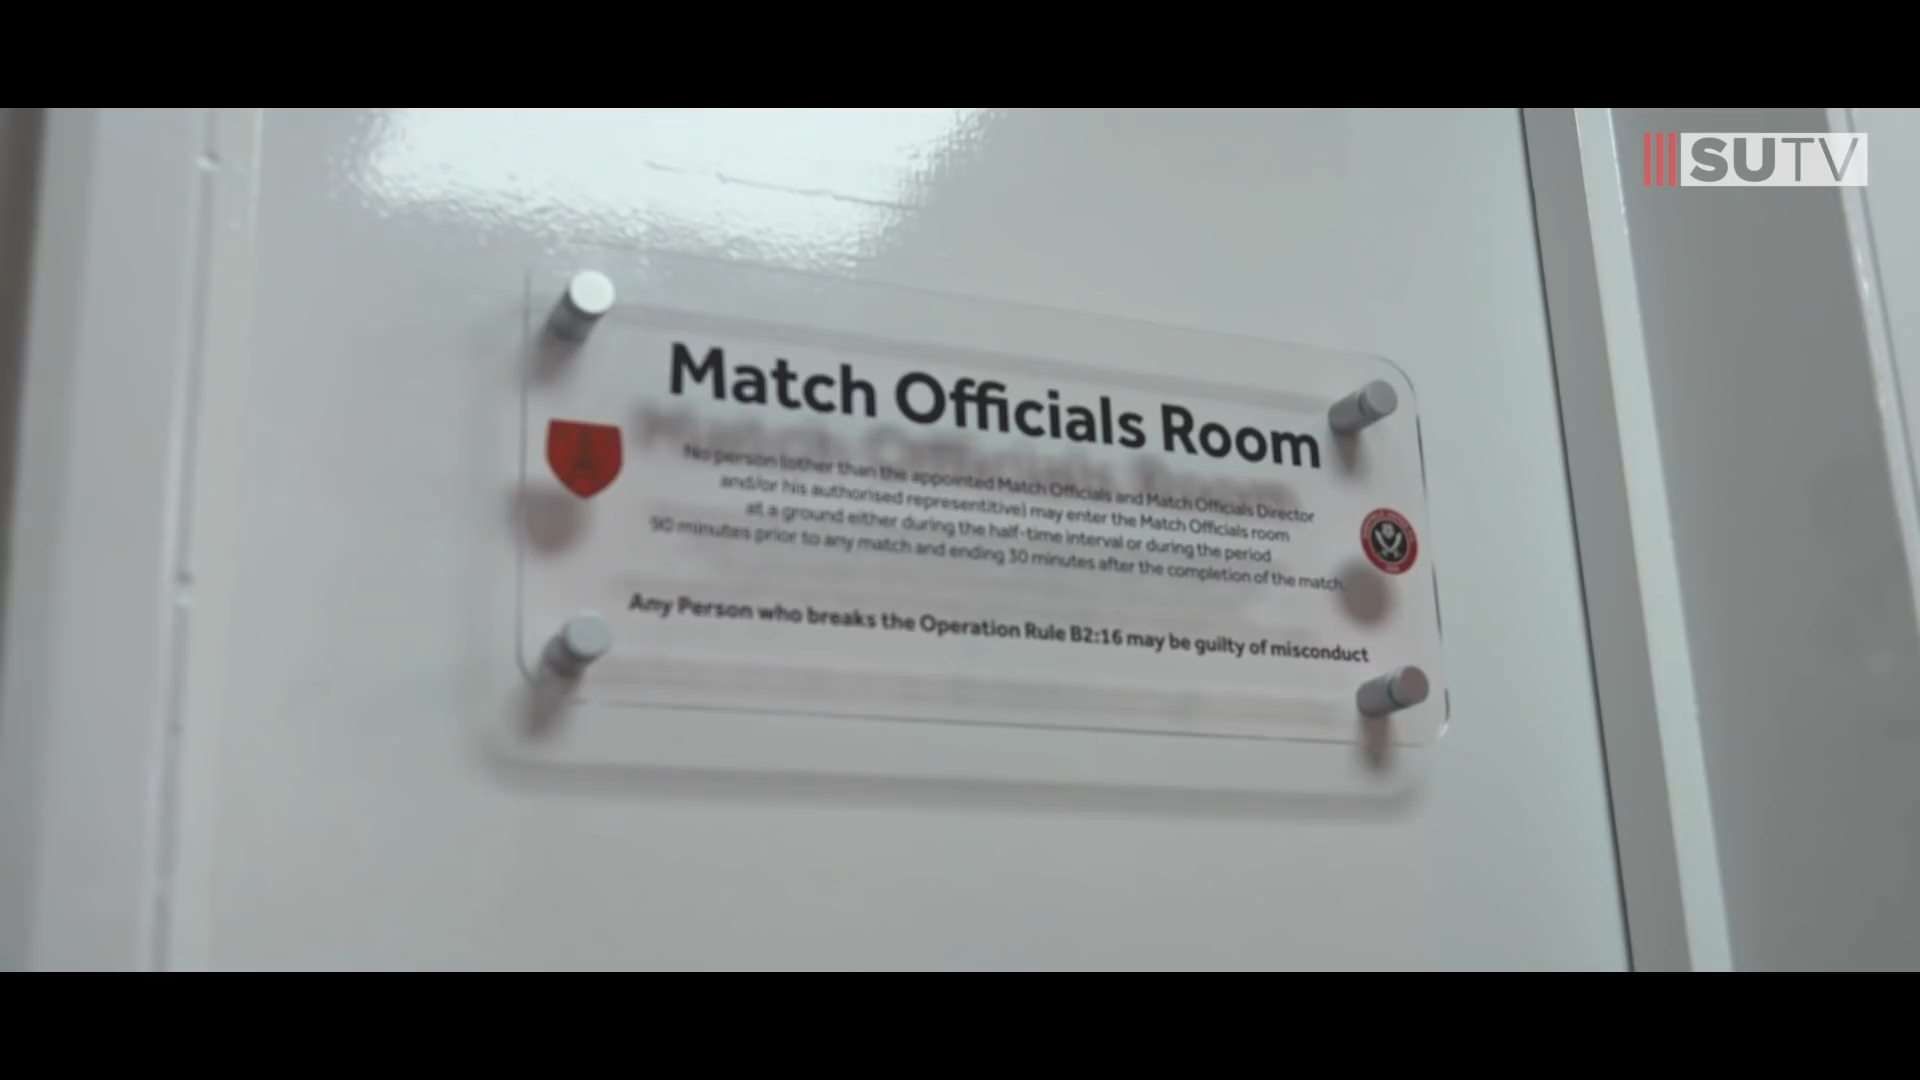 SUTV
Match Officials Room
No person (other than the appointed Match Officials and Match Officials Director
and/or his authorised representitive) may enter the Match Officials room
at a ground either during the half-time interval or during the period
90 minutes prior to any match and ending 30 minutes after the completion of the match.
Any Person who breaks the Operation Rule B2:16 may be guilty of misconduct